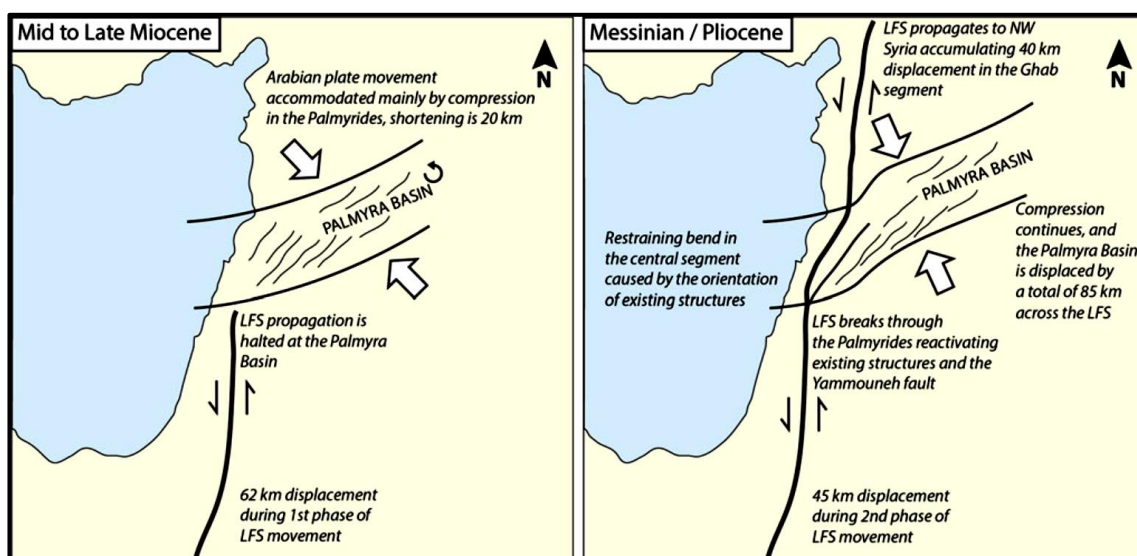 Mid to Late Miocene
N
Arabian plate movement
accommodated mainly by compression
in the Palmyrides, shortening is 20 km
PALMYRA BASIN
LFS propagation is
halted at the Palmyra
Basin
62 km displacement
during 1st phase of
LFS movement
Messinian / Pliocene
LFS propagates to NW
Syria accumulating 40 km
displacement in the Ghab
segment
N
PALMYRA BASIN
Restraining bend in
the central segment
caused by the orientation
of existing structures
Compression
continues, and
the Palmyra Basin
is displaced by
a total of 85 km
across the LFS
LFS breaks through
the Palmyrides reactivating
existing structures and the
Yammouneh fault
45 km displacement
during 2nd phase of
LFS movement